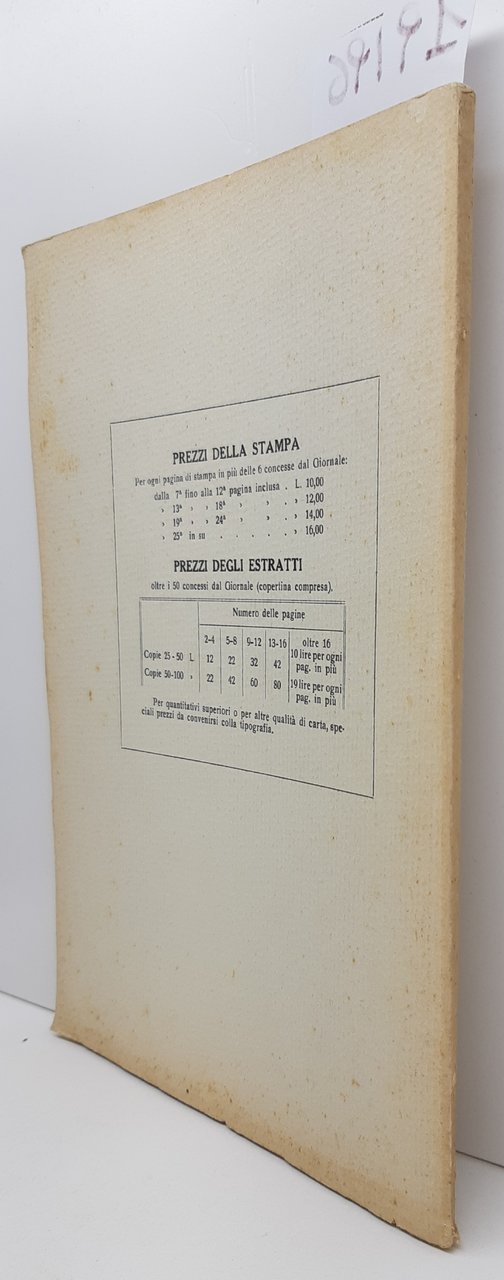 19196
PREZZI DELLA STAMPA
Per ogni pagina di stampa in più delle 6 concesse dal Giornale:
dalla 7ª fino alla 12ª pagina inclusa . L. 10,00
» 13ª » » 18ª » » . » 12,00
» 19ª » » 24ª » » . » 14,00
» 25ª in su . . . . . . » 16,00
PREZZI DEGLI ESTRATTI
oltre i 50 concessi dal Giornale (copertina compresa).
Numero delle pagine
2-4 5-8 9-12 13-16 oltre 16
Copie 25-50 L 12 22 32 42 10 lire per ogni
pag. in più
Copie 50-100 » 22 42 60 80 19 lire per ogni
pag. in più
Per quantitativi superiori o per altre qualità di carta, spe-
ciali prezzi da convenirsi colla tipografia.